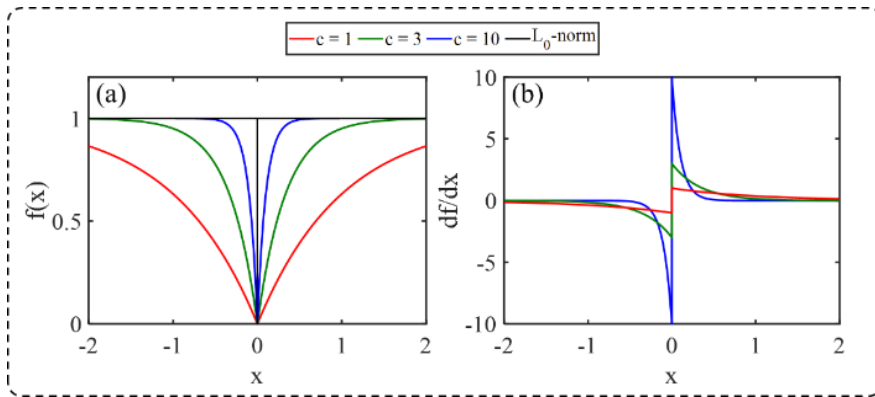 c = 1 c = 3 c = 10 L₀-norm
(a)
1
0.5
0
f(x)
-2 -1 0 1 2
x
(b)
10
5
0
-5
-10
df/dx
-2 -1 0 1 2
x